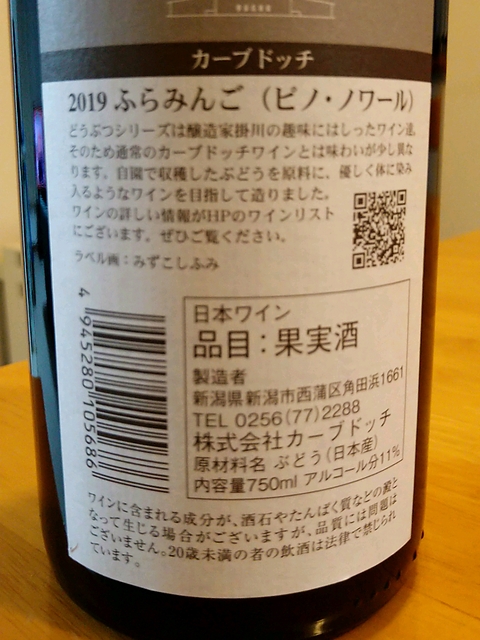 カーブドッチ
2019 ふらみんご （ピノ・ノワール）
どうぶつシリーズは醸造家掛川の趣味にはしったワイン達。
そのため通常のカーブドッチワインとは味わいが少し異な
ります。自園で収穫したぶどうを原料に、優しく体に染み
入るようなワインを目指して造りました。
ワインの詳しい情報がHPのワインリスト
にございます。ぜひご覧ください。
ラベル画：みずこしふみ
4 945280 105686
日本ワイン
品目：果実酒
製造者
新潟県新潟市西蒲区角田浜1661
TEL 0256(77)2288
株式会社カーブドッチ
原材料名 ぶどう(日本産)
内容量750ml アルコール分11%
ワインに含まれる成分が、酒石やたんぱく質などの澱と
なって生じる場合がございますが、品質には問題は
ございません。20歳未満の者の飲酒は法律で禁じられ
ています。